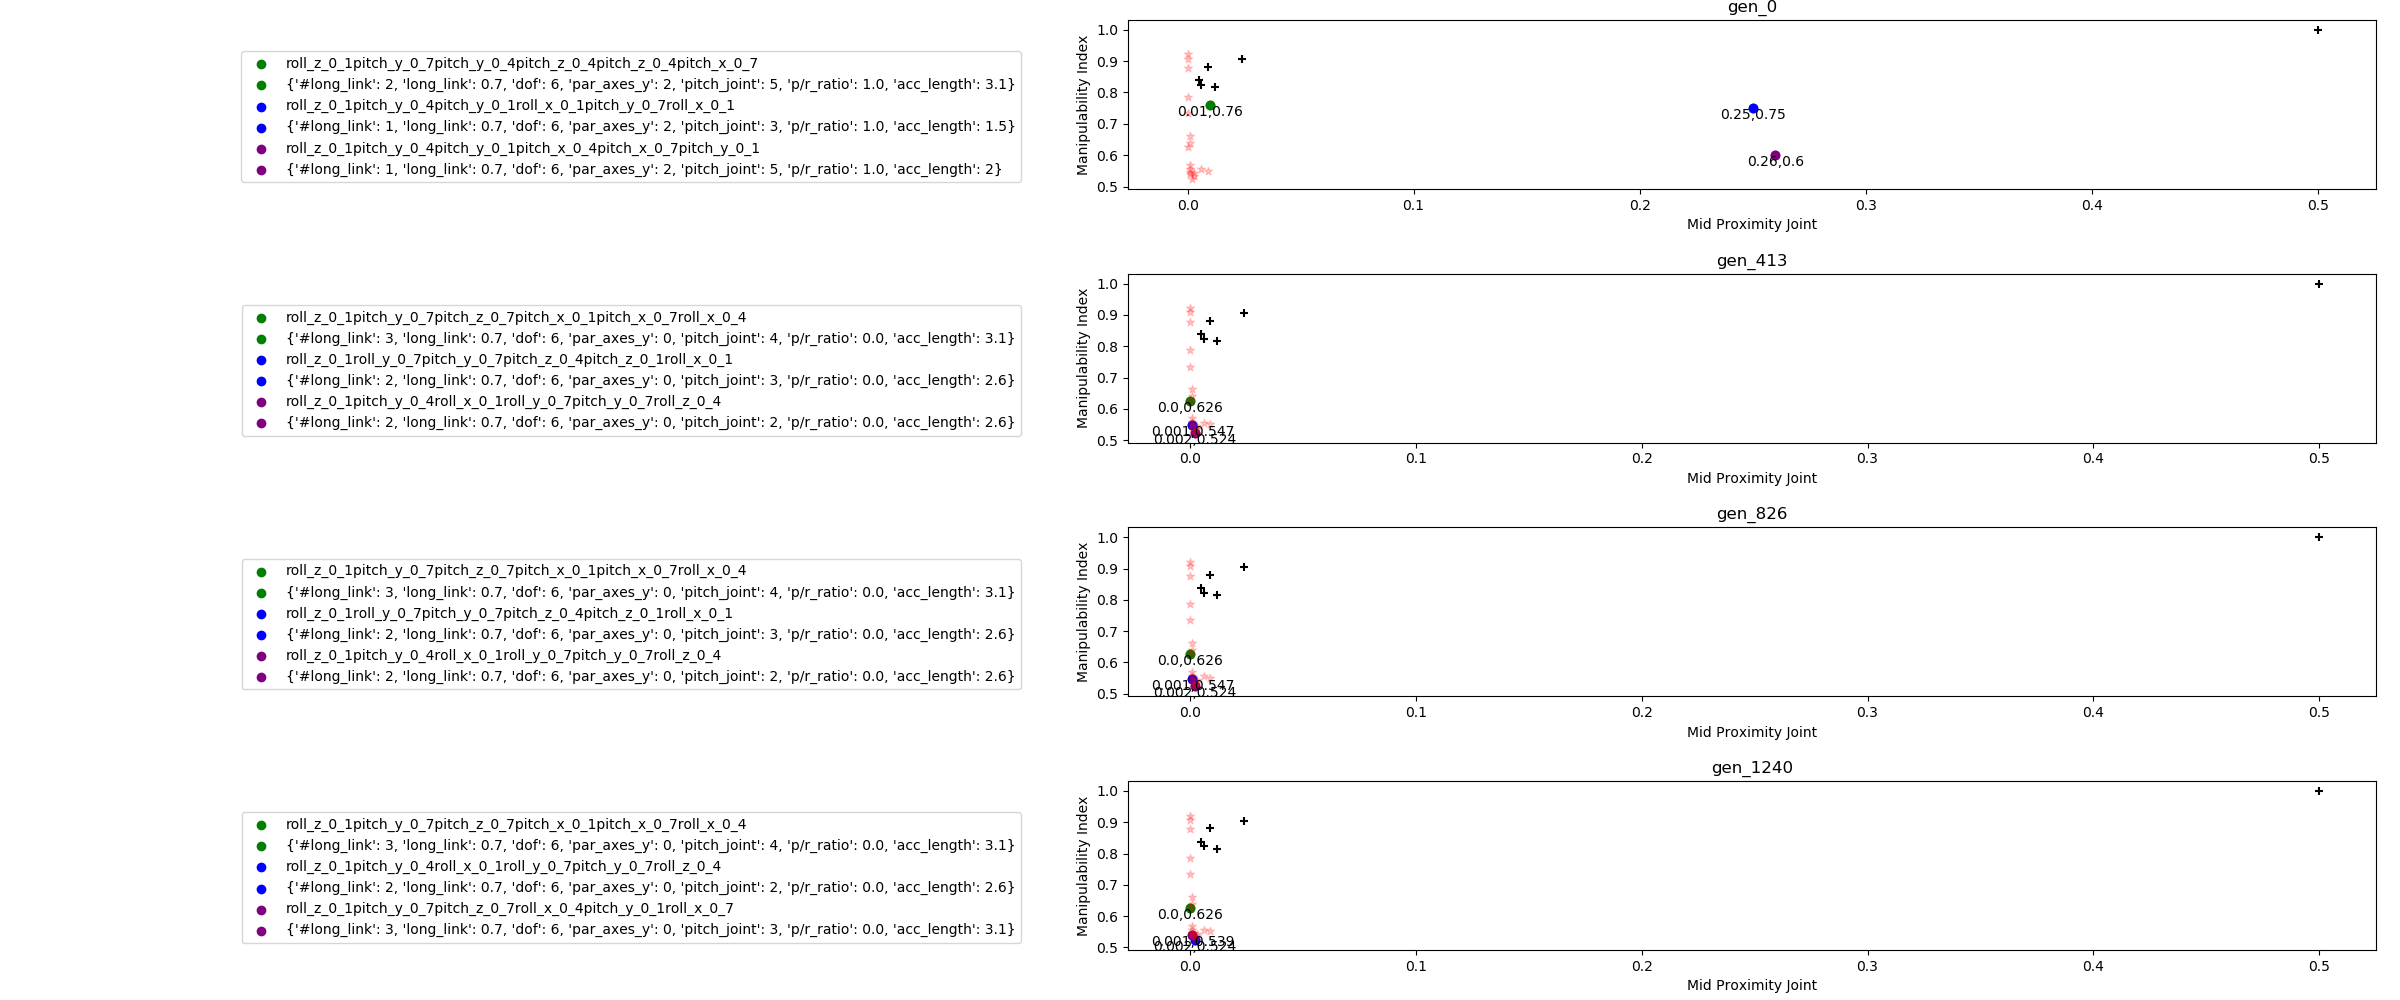 gen_0
roll_z_0_1pitch_y_0_7pitch_y_0_4pitch_z_0_4pitch_z_0_4pitch_x_0_7
{'#long_link': 2, 'long_link': 0.7, 'dof': 6, 'par_axes_y': 2, 'pitch_joint': 5, 'p/r_ratio': 1.0, 'acc_length': 3.1}
roll_z_0_1pitch_y_0_4pitch_y_0_1roll_x_0_1pitch_y_0_7roll_x_0_1
{'#long_link': 1, 'long_link': 0.7, 'dof': 6, 'par_axes_y': 2, 'pitch_joint': 3, 'p/r_ratio': 1.0, 'acc_length': 1.5}
roll_z_0_1pitch_y_0_4pitch_y_0_1pitch_x_0_4pitch_x_0_7pitch_y_0_1
{'#long_link': 1, 'long_link': 0.7, 'dof': 6, 'par_axes_y': 2, 'pitch_joint': 5, 'p/r_ratio': 1.0, 'acc_length': 2}
Manipulability Index
1.0
0.9
0.8
0.7
0.6
0.5
0.01,0.76
0.25,0.75
0.26,0.6
0.0 0.1 0.2 0.3 0.4 0.5
Mid Proximity Joint
gen_413
roll_z_0_1pitch_y_0_7pitch_z_0_7pitch_x_0_1pitch_x_0_7roll_x_0_4
{'#long_link': 3, 'long_link': 0.7, 'dof': 6, 'par_axes_y': 0, 'pitch_joint': 4, 'p/r_ratio': 0.0, 'acc_length': 3.1}
roll_z_0_1roll_y_0_7pitch_y_0_7pitch_z_0_4pitch_z_0_1roll_x_0_1
{'#long_link': 2, 'long_link': 0.7, 'dof': 6, 'par_axes_y': 0, 'pitch_joint': 3, 'p/r_ratio': 0.0, 'acc_length': 2.6}
roll_z_0_1pitch_y_0_4roll_x_0_1roll_y_0_7pitch_y_0_7roll_z_0_4
{'#long_link': 2, 'long_link': 0.7, 'dof': 6, 'par_axes_y': 0, 'pitch_joint': 2, 'p/r_ratio': 0.0, 'acc_length': 2.6}
Manipulability Index
1.0
0.9
0.8
0.7
0.6
0.5
0.0,0.626
0.001,0.547
0.002,0.524
0.0 0.1 0.2 0.3 0.4 0.5
Mid Proximity Joint
gen_826
roll_z_0_1pitch_y_0_7pitch_z_0_7pitch_x_0_1pitch_x_0_7roll_x_0_4
{'#long_link': 3, 'long_link': 0.7, 'dof': 6, 'par_axes_y': 0, 'pitch_joint': 4, 'p/r_ratio': 0.0, 'acc_length': 3.1}
roll_z_0_1roll_y_0_7pitch_y_0_7pitch_z_0_4pitch_z_0_1roll_x_0_1
{'#long_link': 2, 'long_link': 0.7, 'dof': 6, 'par_axes_y': 0, 'pitch_joint': 3, 'p/r_ratio': 0.0, 'acc_length': 2.6}
roll_z_0_1pitch_y_0_4roll_x_0_1roll_y_0_7pitch_y_0_7roll_z_0_4
{'#long_link': 2, 'long_link': 0.7, 'dof': 6, 'par_axes_y': 0, 'pitch_joint': 2, 'p/r_ratio': 0.0, 'acc_length': 2.6}
Manipulability Index
1.0
0.9
0.8
0.7
0.6
0.5
0.0,0.626
0.001,0.547
0.002,0.524
0.0 0.1 0.2 0.3 0.4 0.5
Mid Proximity Joint
gen_1240
roll_z_0_1pitch_y_0_7pitch_z_0_7pitch_x_0_1pitch_x_0_7roll_x_0_4
{'#long_link': 3, 'long_link': 0.7, 'dof': 6, 'par_axes_y': 0, 'pitch_joint': 4, 'p/r_ratio': 0.0, 'acc_length': 3.1}
roll_z_0_1pitch_y_0_4roll_x_0_1roll_y_0_7pitch_y_0_7roll_z_0_4
{'#long_link': 2, 'long_link': 0.7, 'dof': 6, 'par_axes_y': 0, 'pitch_joint': 2, 'p/r_ratio': 0.0, 'acc_length': 2.6}
roll_z_0_1pitch_y_0_7pitch_z_0_7roll_x_0_4pitch_y_0_1roll_x_0_7
{'#long_link': 3, 'long_link': 0.7, 'dof': 6, 'par_axes_y': 0, 'pitch_joint': 3, 'p/r_ratio': 0.0, 'acc_length': 3.1}
Manipulability Index
1.0
0.9
0.8
0.7
0.6
0.5
0.0,0.626
0.001,0.539
0.002,0.524
0.0 0.1 0.2 0.3 0.4 0.5
Mid Proximity Joint